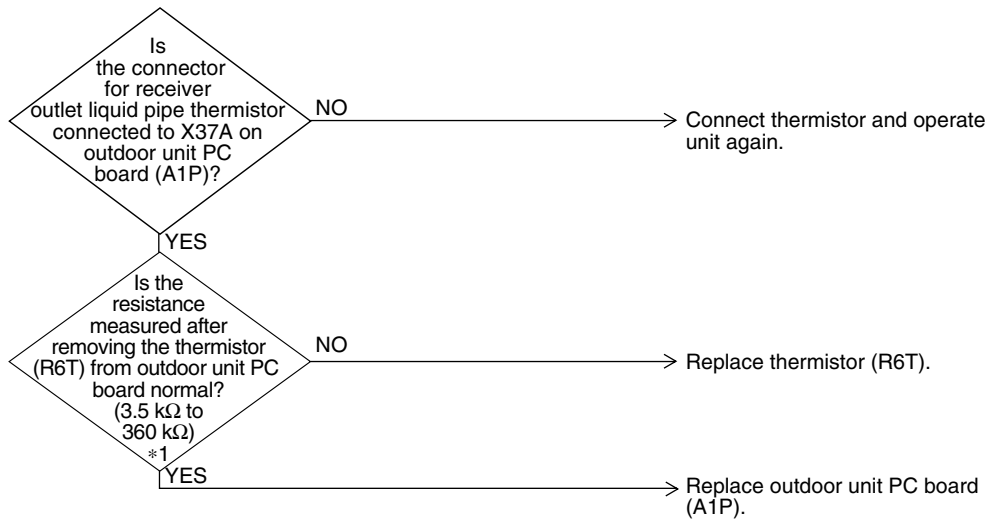 Is
the connector
for receiver
outlet liquid pipe thermistor
connected to X37A on
outdoor unit PC
board (A1P)?
NO
Connect thermistor and operate
unit again.
YES
Is the
resistance
measured after
removing the thermistor
(R6T) from outdoor unit PC
board normal?
(3.5 kΩ to
360 kΩ)
*1
NO
Replace thermistor (R6T).
YES
Replace outdoor unit PC board
(A1P).